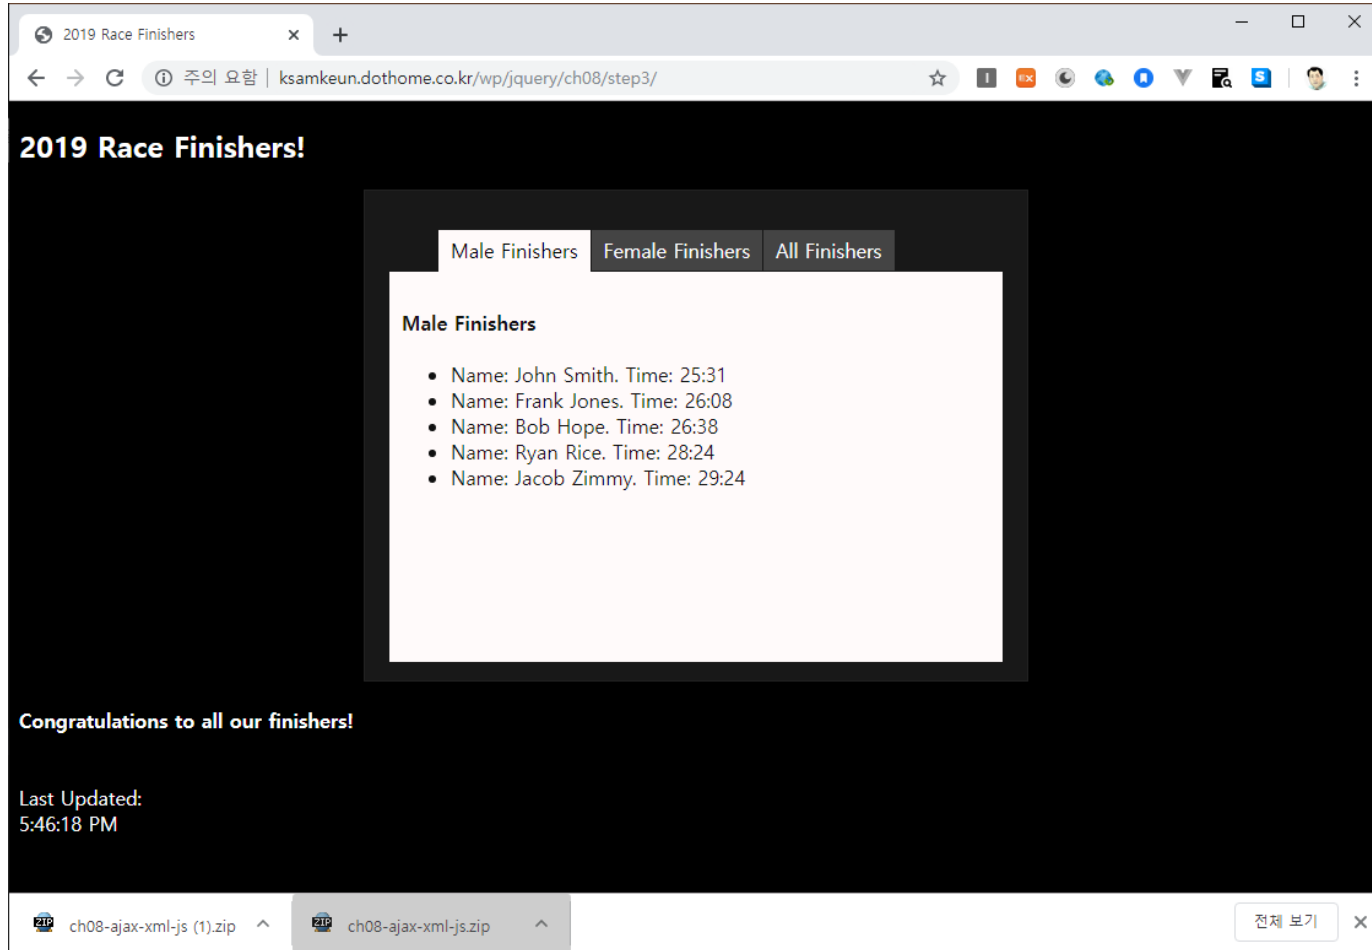 2019 Race Finishers
주의 요함 | ksamkeun.dothome.co.kr/wp/jquery/ch08/step3/
2019 Race Finishers!
Male Finishers Female Finishers All Finishers
Male Finishers
Name: John Smith. Time: 25:31
Name: Frank Jones. Time: 26:08
Name: Bob Hope. Time: 26:38
Name: Ryan Rice. Time: 28:24
Name: Jacob Zimmy. Time: 29:24
Congratulations to all our finishers!
Last Updated:
5:46:18 PM
ch08-ajax-xml-js (1).zip ch08-ajax-xml-js.zip 전체 보기